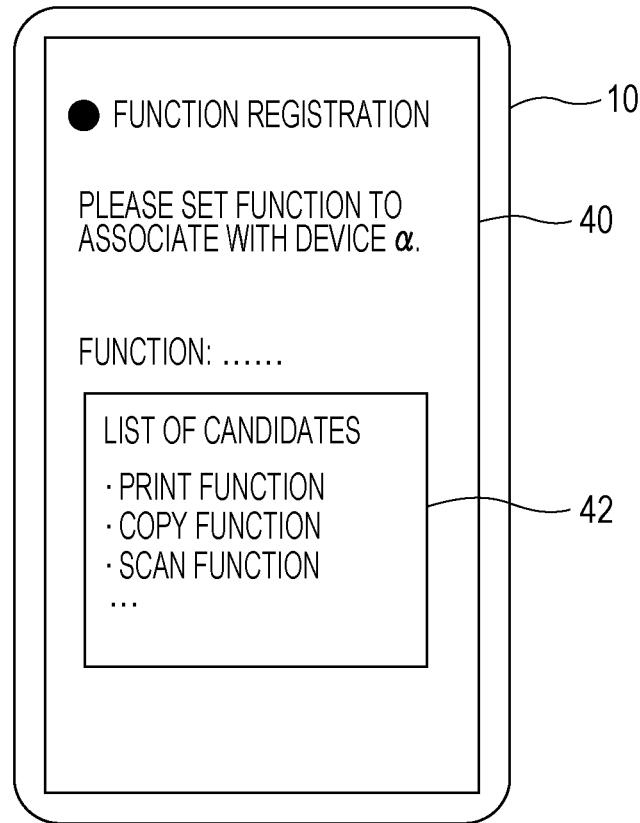 ● FUNCTION REGISTRATION
10
PLEASE SET FUNCTION TO
ASSOCIATE WITH DEVICE α.
40
FUNCTION: ......
LIST OF CANDIDATES
· PRINT FUNCTION
· COPY FUNCTION
· SCAN FUNCTION
...
42